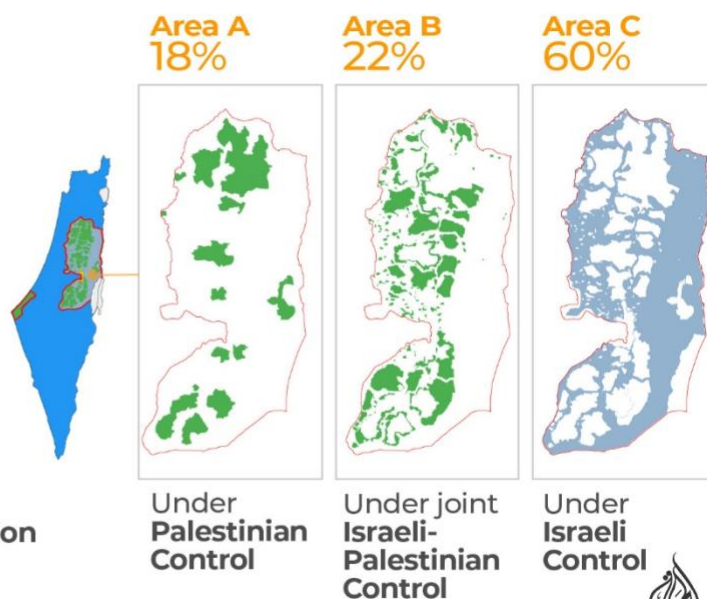 Area A
18%
Area B
22%
Area C
60%
on
Under
Palestinian
Control
Under joint
Israeli-
Palestinian
Control
Under
Israeli
Control